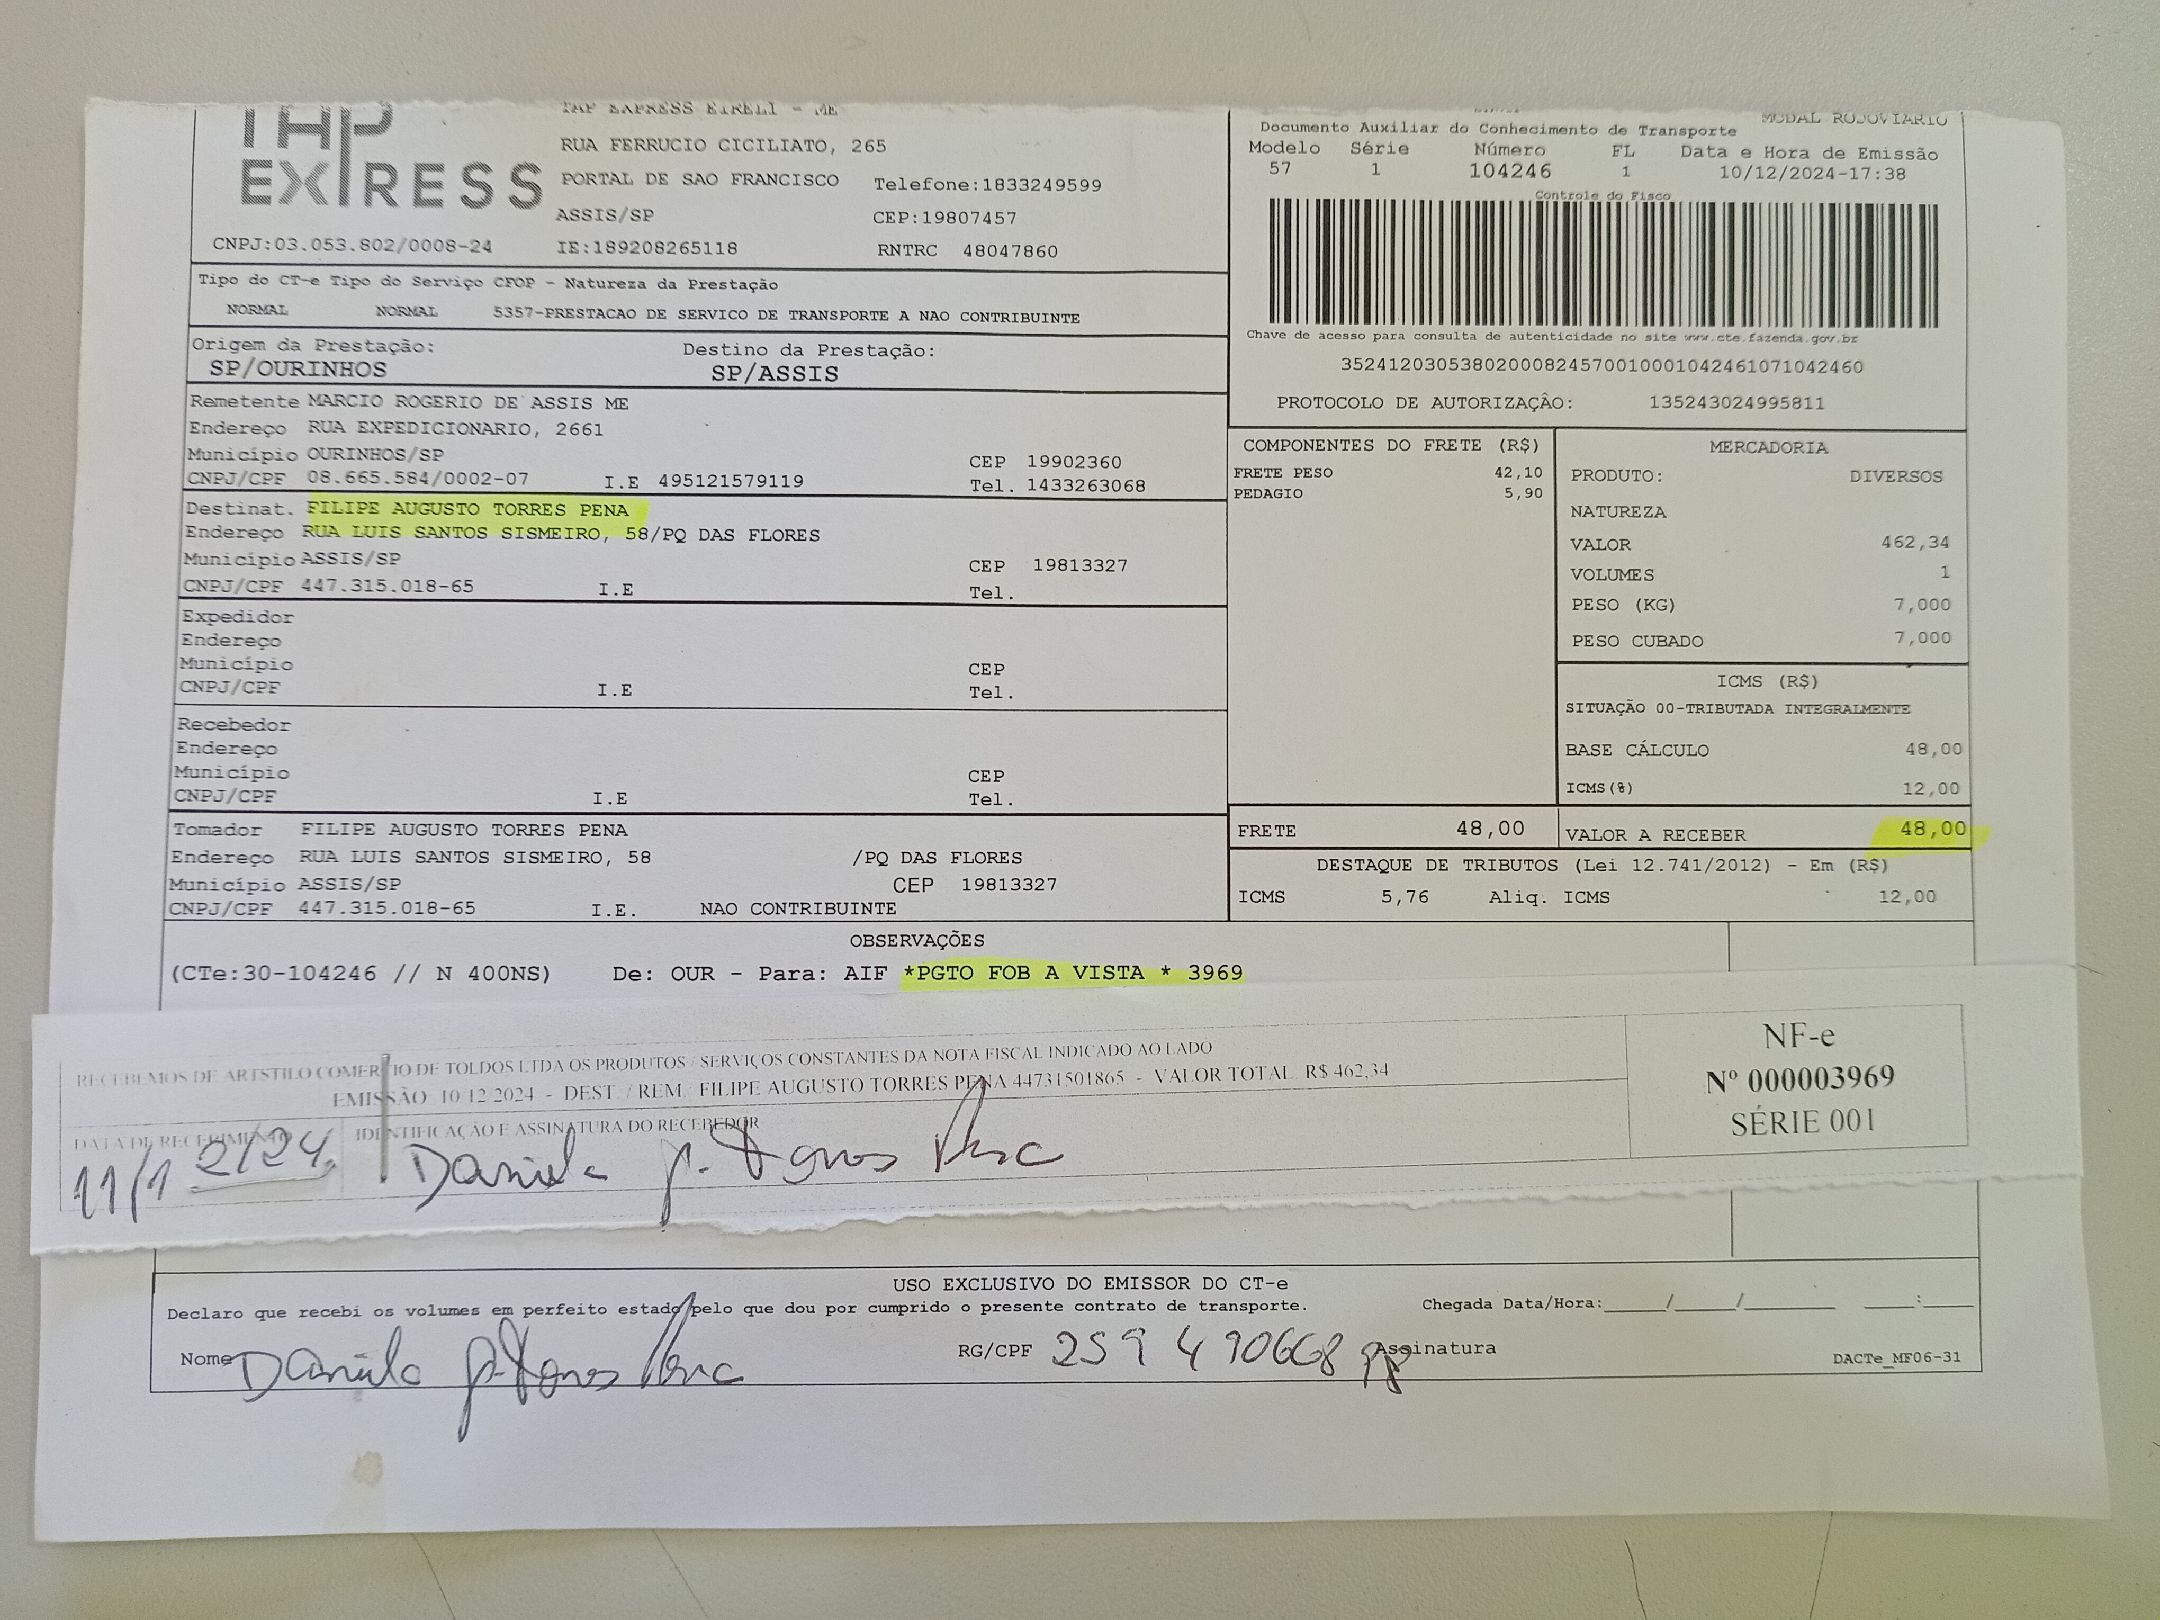 TAP EXPRESS
TAP EXPRESS EIRELI - ME
RUA FERRUCIO CICILIATO, 265
PORTAL DE SAO FRANCISCO Telefone:1833249599
ASSIS/SP CEP:19807457
CNPJ:03.053.802/0008-24 IE:189208265118 RNTRC 48047860
MODAL RODOVIARIO
Documento Auxiliar do Conhecimento de Transporte
Modelo Série Número FL Data e Hora de Emissão
57 1 104246 1 10/12/2024-17:38
Controle do Fisco
Chave de acesso para consulta de autenticidade no site www.cte.fazenda.gov.br
35241203053802000824570010001042461071042460
PROTOCOLO DE AUTORIZAÇÂO: 135243024995811
Tipo do CT-e Tipo do Serviço CFOP - Natureza da Prestação
NORMAL NORMAL 5357-PRESTACAO DE SERVICO DE TRANSPORTE A NAO CONTRIBUINTE
Origem da Prestação: Destino da Prestação:
SP/OURINHOS SP/ASSIS
Remetente MARCIO ROGERIO DE ASSIS ME
Endereço RUA EXPEDICIONARIO, 2661
Município OURINHOS/SP CEP 19902360
CNPJ/CPF 08.665.584/0002-07 I.E 495121579119 Tel. 1433263068
Destinat. FILIPE AUGUSTO TORRES PENA
Endereço RUA LUIS SANTOS SISMEIRO, 58/PQ DAS FLORES
Município ASSIS/SP CEP 19813327
CNPJ/CPF 447.315.018-65 I.E Tel.
Expedidor
Endereço
Município CEP
CNPJ/CPF I.E Tel.
Recebedor
Endereço
Município CEP
CNPJ/CPF I.E Tel.
Tomador FILIPE AUGUSTO TORRES PENA
Endereço RUA LUIS SANTOS SISMEIRO, 58 /PQ DAS FLORES
Município ASSIS/SP CEP 19813327
CNPJ/CPF 447.315.018-65 I.E. NAO CONTRIBUINTE
COMPONENTES DO FRETE (R$)
FRETE PESO 42,10
PEDAGIO 5,90
MERCADORIA
PRODUTO: DIVERSOS
NATUREZA
VALOR 462,34
VOLUMES 1
PESO (KG) 7,000
PESO CUBADO 7,000
ICMS (R$)
SITUAÇÃO 00-TRIBUTADA INTEGRALMENTE
BASE CÁLCULO 48,00
ICMS(%) 12,00
FRETE 48,00 VALOR A RECEBER 48,00
DESTAQUE DE TRIBUTOS (Lei 12.741/2012) - Em (R$)
ICMS 5,76 Aliq. ICMS 12,00
OBSERVAÇÕES
(CTe:30-104246 // N 400NS) De: OUR - Para: AIF *PGTO FOB A VISTA * 3969
RECEBEMOS DE ARTSTILO COMERCIO DE TOLDOS LTDA OS PRODUTOS / SERVIÇOS CONSTANTES DA NOTA FISCAL INDICADO AO LADO
EMISSÃO: 10/12/2024 - DEST. / REM.: FILIPE AUGUSTO TORRES PENA 44731501865 - VALOR TOTAL: R$ 462,34
DATA DE RECEBIMENTO IDENTIFICAÇÃO E ASSINATURA DO RECEBEDOR
11/12/24
NF-e
Nº 000003969
SÉRIE 001
USO EXCLUSIVO DO EMISSOR DO CT-e
Declaro que recebi os volumes em perfeito estado pelo que dou por cumprido o presente contrato de transporte. Chegada Data/Hora:____/____/______ ___:___
Nome RG/CPF 259490668 Assinatura
DACTe_MF06-31